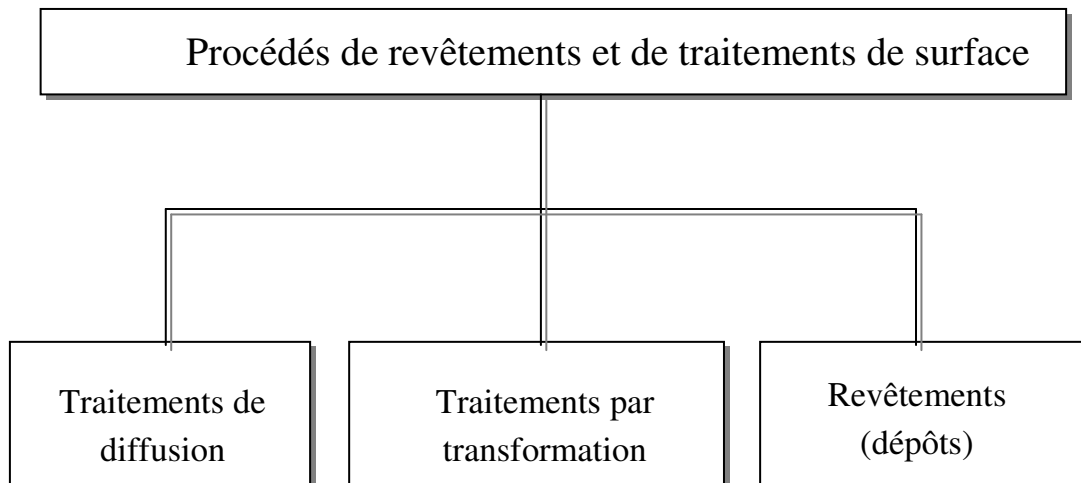 Procédés de revêtements et de traitements de surface
Traitements de
diffusion
Traitements par
transformation
Revêtements
(dépôts)